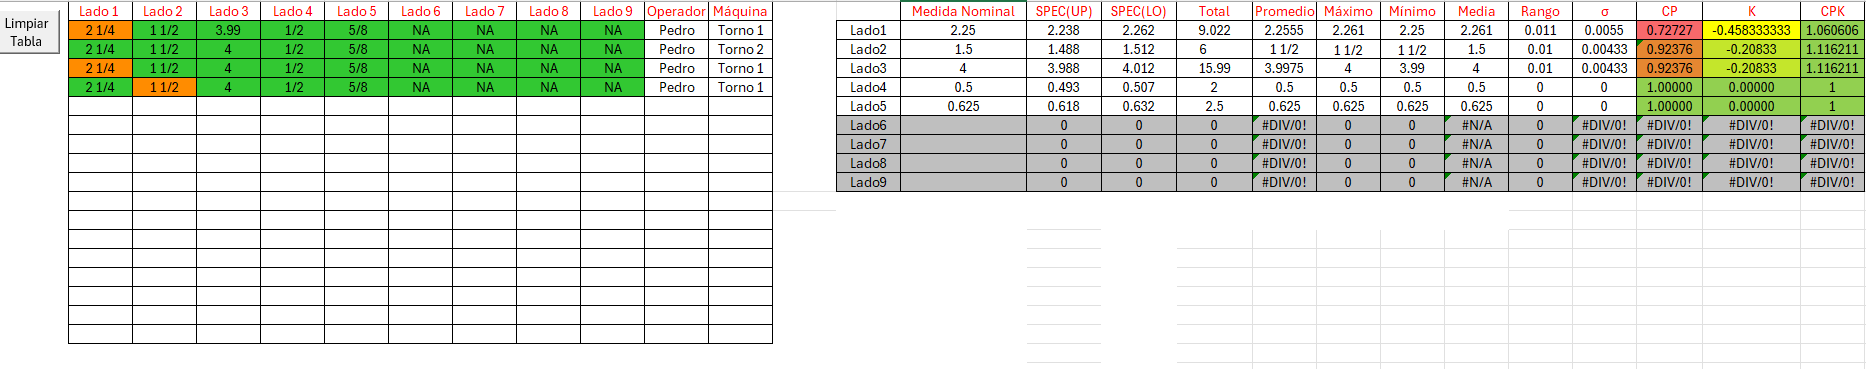 Limpiar
Tabla
Lado 1 Lado 2 Lado 3 Lado 4 Lado 5 Lado 6 Lado 7 Lado 8 Lado 9 Operador Máquina
2 1/4 1 1/2 3.99 1/2 5/8 NA NA NA NA Pedro Torno 1
2 1/4 1 1/2 4 1/2 5/8 NA NA NA NA Pedro Torno 2
2 1/4 1 1/2 4 1/2 5/8 NA NA NA NA Pedro Torno 1
2 1/4 1 1/2 4 1/2 5/8 NA NA NA NA Pedro Torno 1
Medida Nominal SPEC(UP) SPEC(LO) Total Promedio Máximo Mínimo Media Rango σ CP K CPK
Lado1 2.25 2.238 2.262 9.022 2.2555 2.261 2.25 2.261 0.011 0.0055 0.72727 -0.458333333 1.060606
Lado2 1.5 1.488 1.512 6 1 1/2 1 1/2 1 1/2 1.5 0.01 0.00433 0.92376 -0.20833 1.116211
Lado3 4 3.988 4.012 15.99 3.9975 4 3.99 4 0.01 0.00433 0.92376 -0.20833 1.116211
Lado4 0.5 0.493 0.507 2 0.5 0.5 0.5 0.5 0 0 1.00000 0.00000 1
Lado5 0.625 0.618 0.632 2.5 0.625 0.625 0.625 0.625 0 0 1.00000 0.00000 1
Lado6 0 0 0 #DIV/0! 0 0 #N/A 0 #DIV/0! #DIV/0! #DIV/0! #DIV/0!
Lado7 0 0 0 #DIV/0! 0 0 #N/A 0 #DIV/0! #DIV/0! #DIV/0! #DIV/0!
Lado8 0 0 0 #DIV/0! 0 0 #N/A 0 #DIV/0! #DIV/0! #DIV/0! #DIV/0!
Lado9 0 0 0 #DIV/0! 0 0 #N/A 0 #DIV/0! #DIV/0! #DIV/0! #DIV/0!